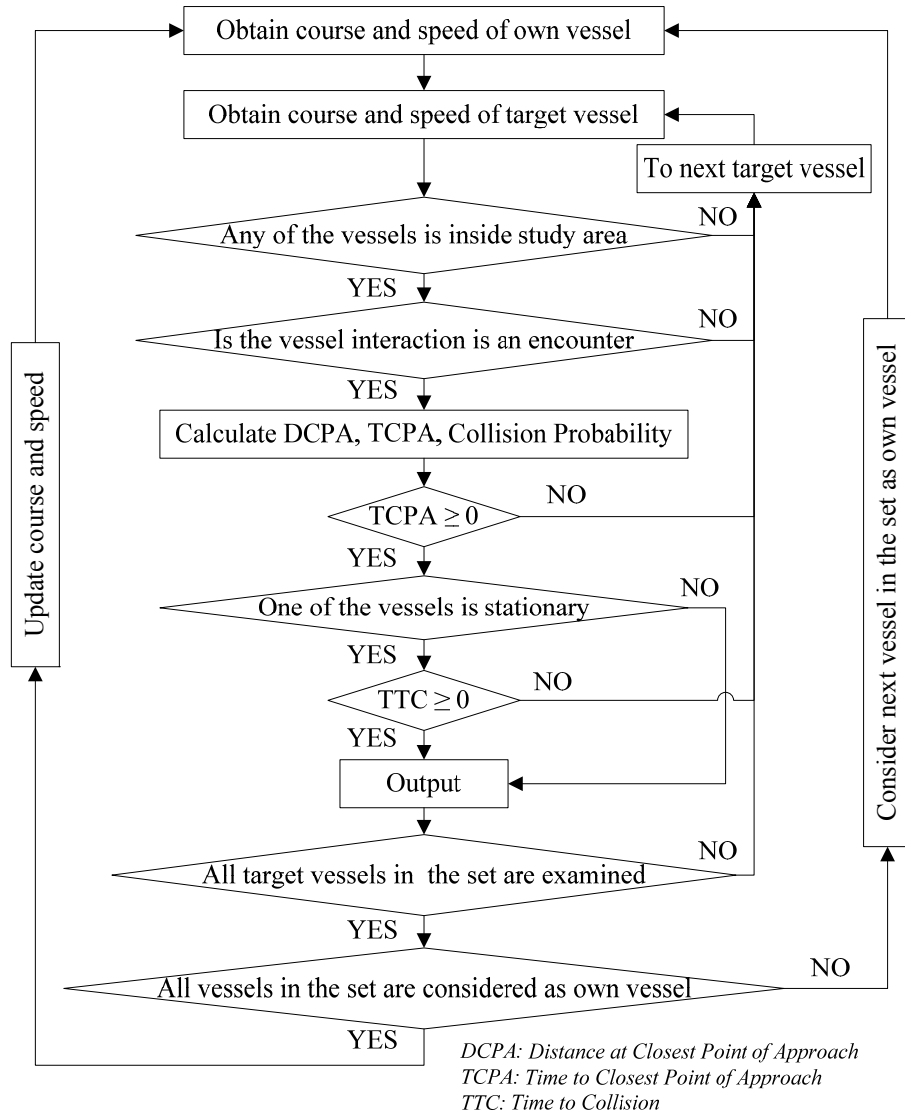 Obtain course and speed of own vessel
Obtain course and speed of target vessel
To next target vessel
NO
Any of the vessels is inside study area
YES
NO
Is the vessel interaction is an encounter
YES
Calculate DCPA, TCPA, Collision Probability
NO
TCPA ≥ 0
YES
NO
One of the vessels is stationary
YES
NO
TTC ≥ 0
YES
Output
NO
All target vessels in the set are examined
YES
NO
All vessels in the set are considered as own vessel
YES
Update course and speed
Consider next vessel in the set as own vessel
DCPA: Distance at Closest Point of Approach
TCPA: Time to Closest Point of Approach
TTC: Time to Collision